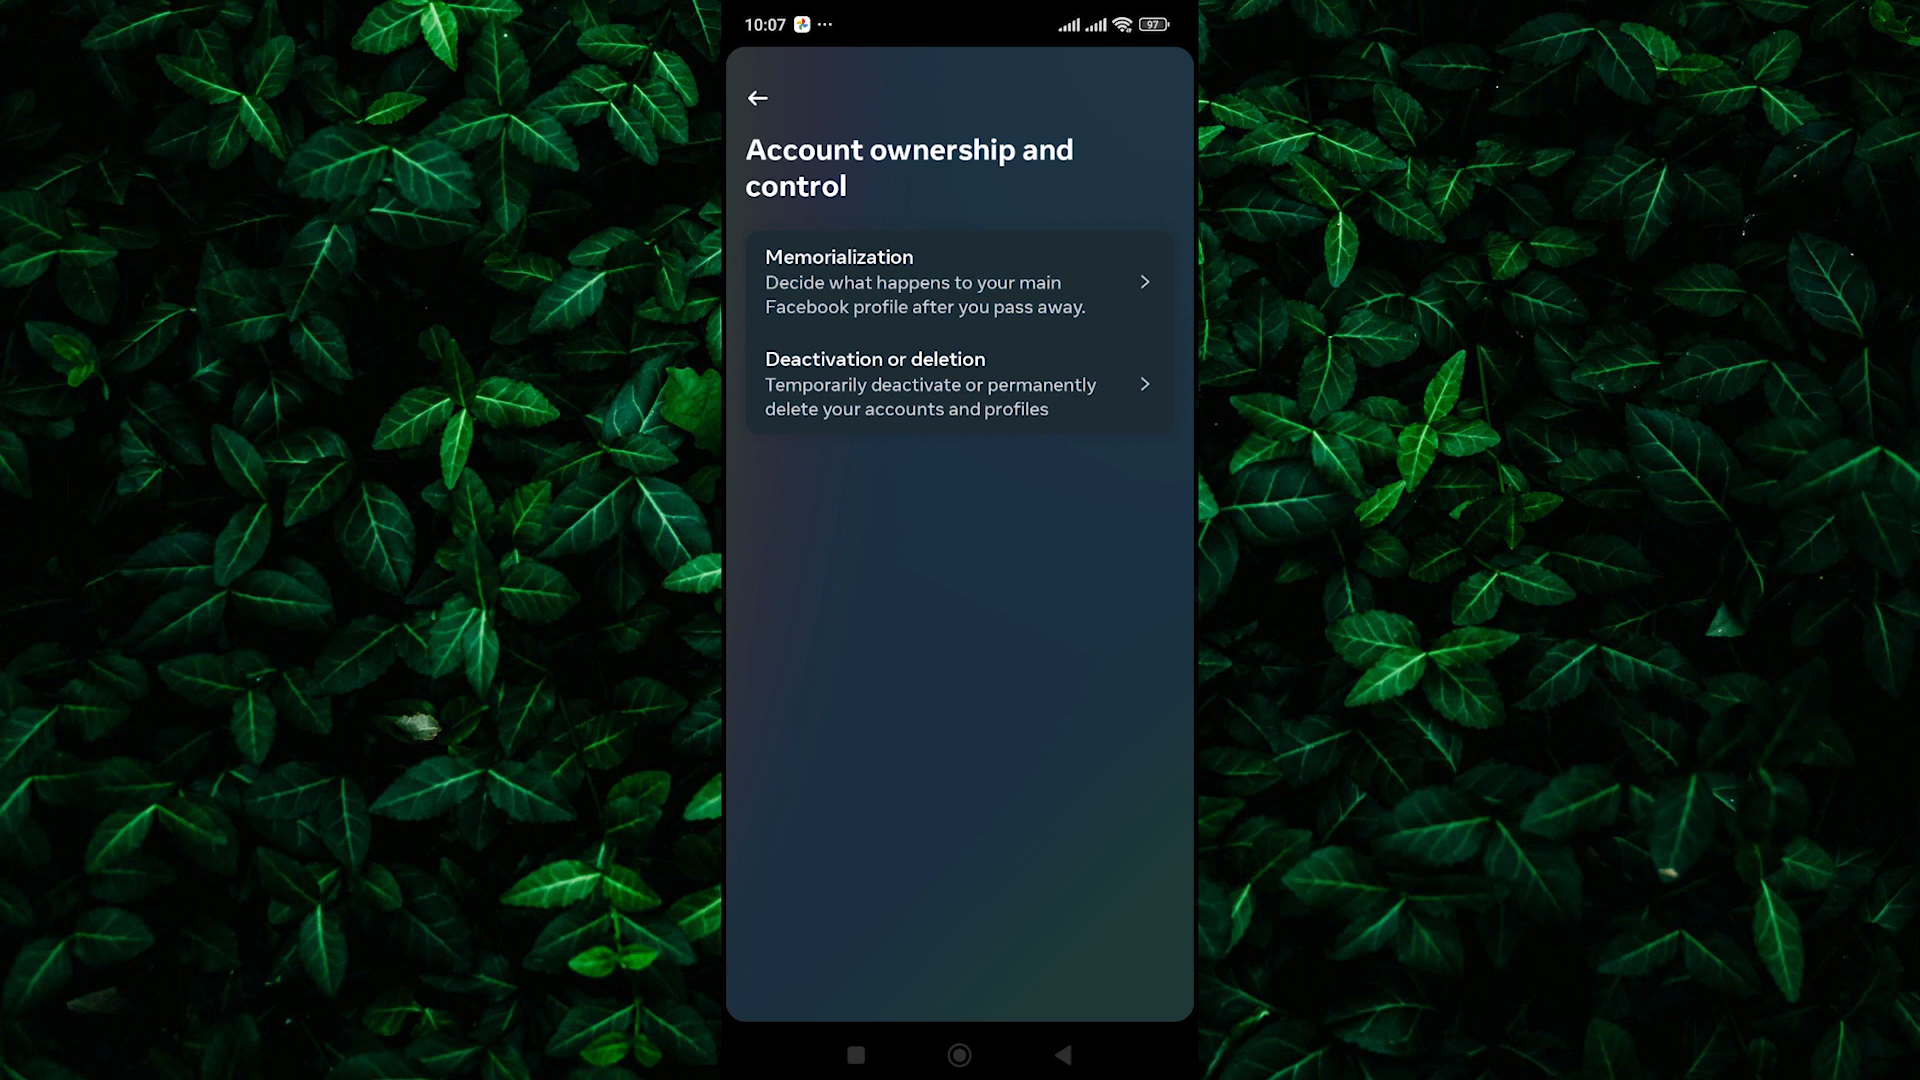 10:07
97
Account ownership and
control
Memorialization
Decide what happens to your main
Facebook profile after you pass away.
Deactivation or deletion
Temporarily deactivate or permanently
delete your accounts and profiles